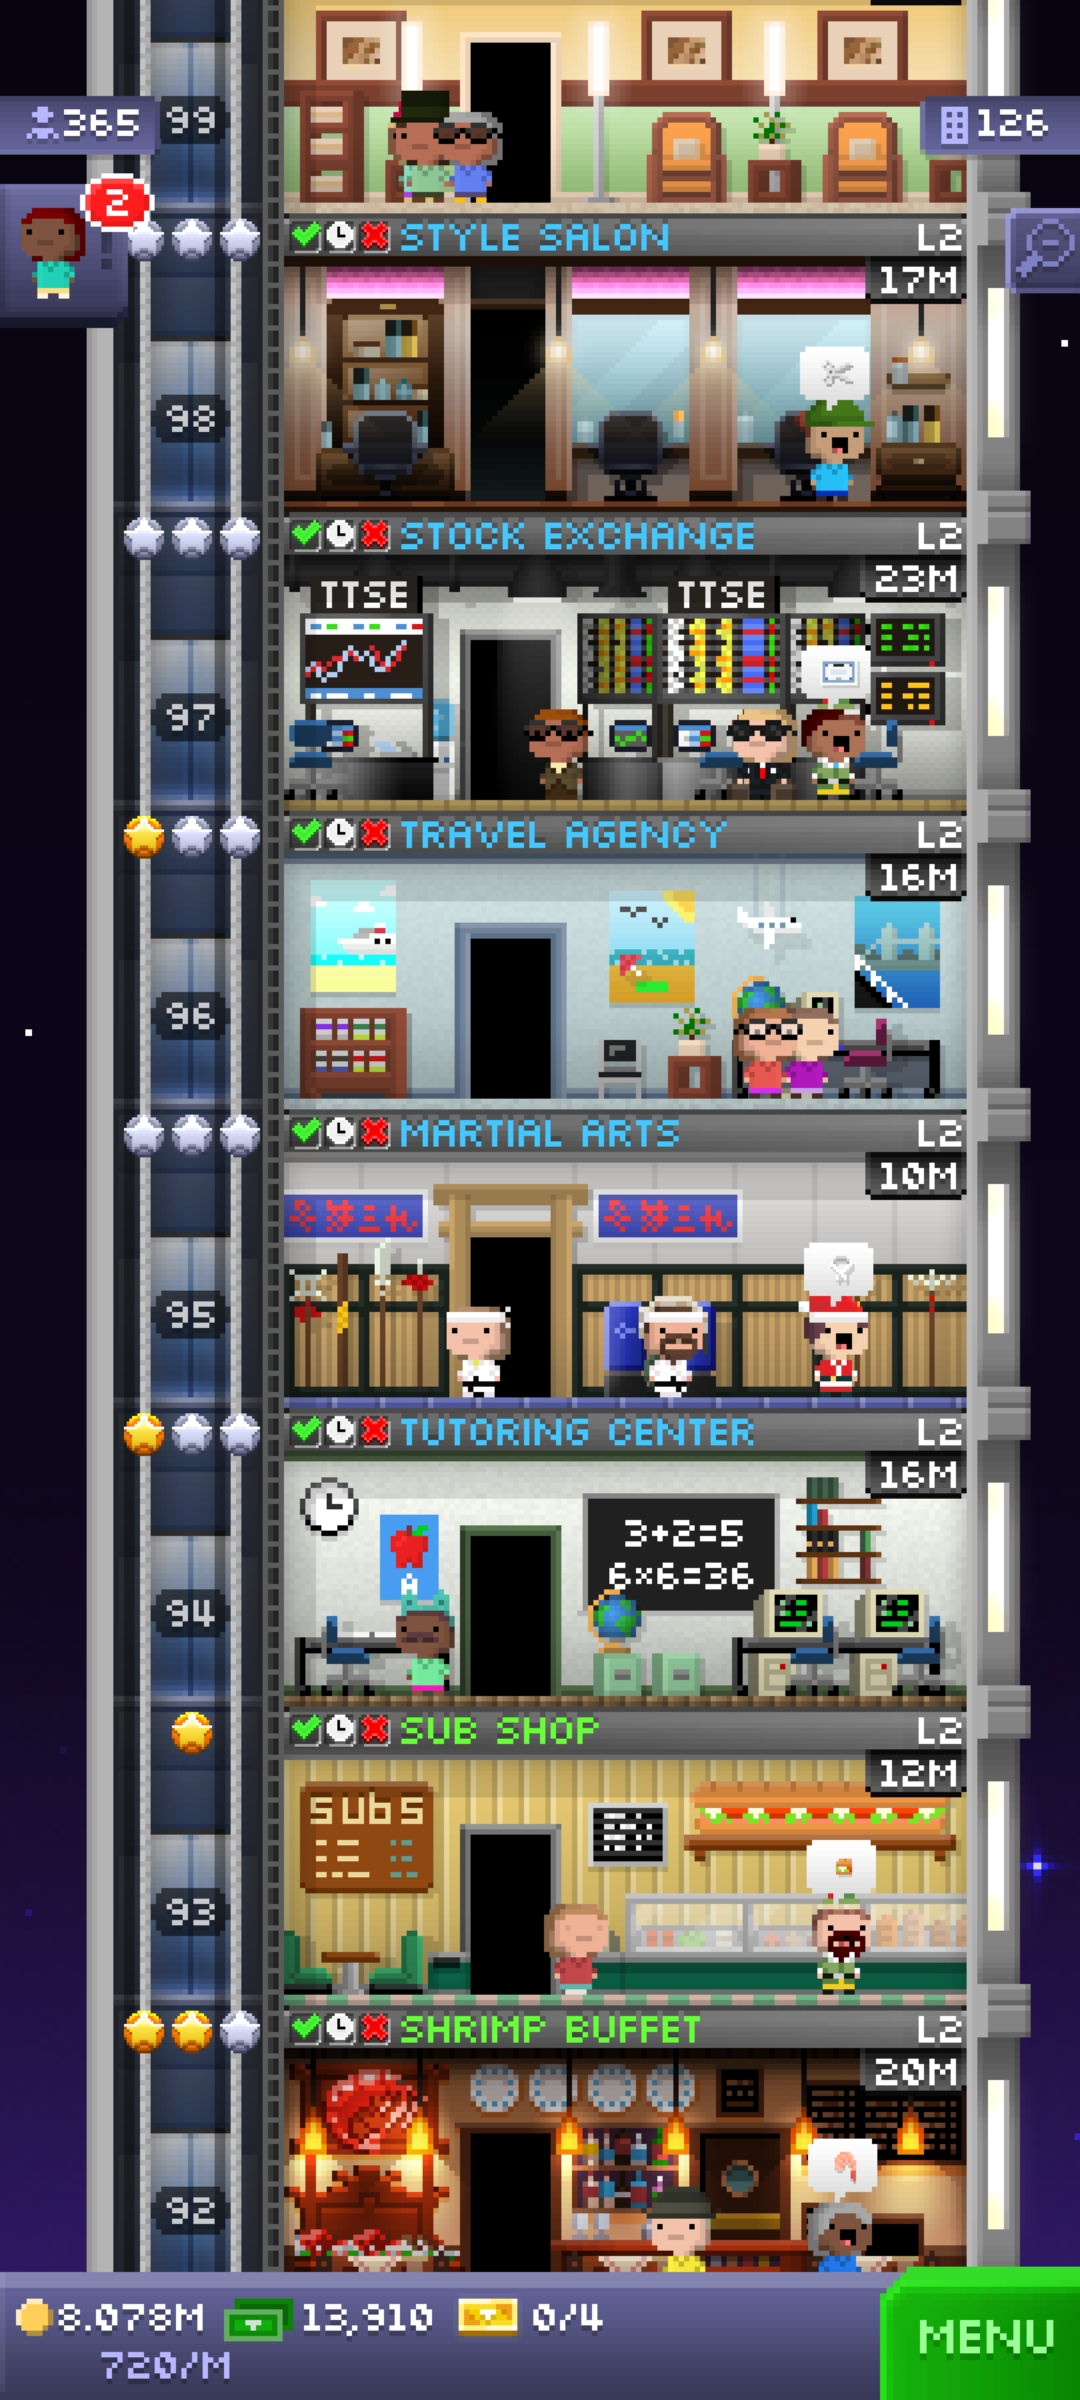 365
99
126
2
STYLE SALON L2
17M
98
STOCK EXCHANGE L2
23M
TTSE TTSE
97
TRAVEL AGENCY L2
16M
96
MARTIAL ARTS L2
10M
95
TUTORING CENTER L2
16M
3+2=5
6x6=36
A
94
SUB SHOP L2
12M
SUbS
93
SHRIMP BUFFET L2
20M
92
8.078M 13,910 0/4
720/M
MENU